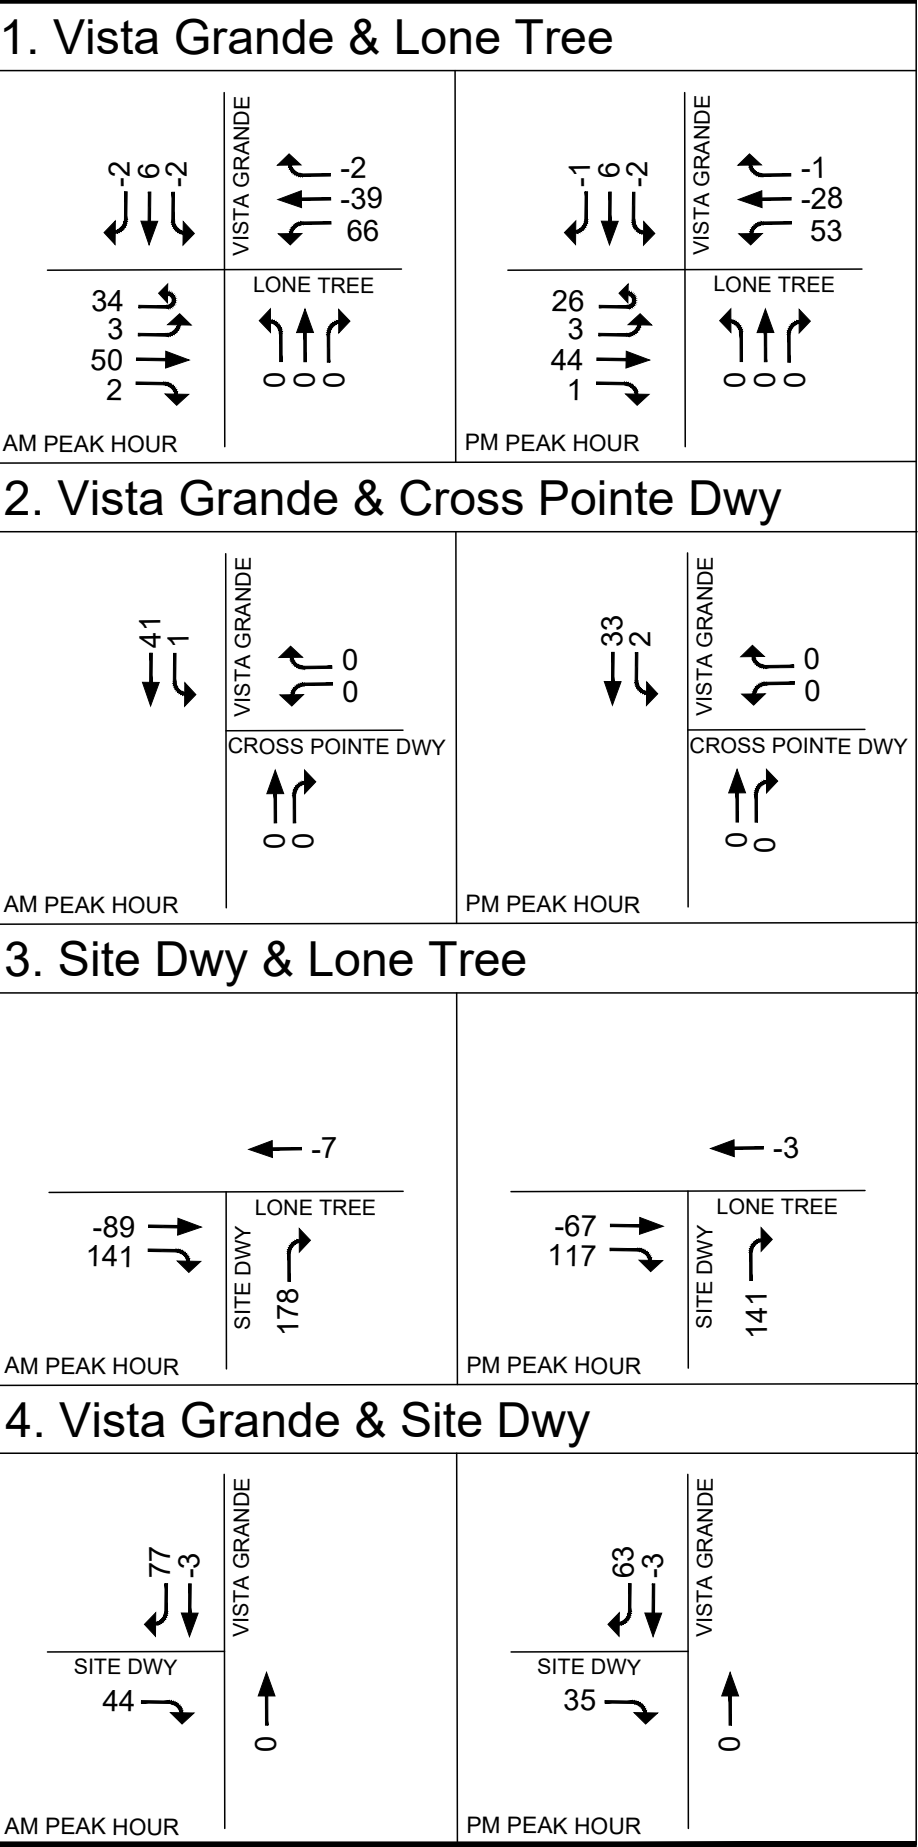 1. Vista Grande & Lone Tree
-2 6 -2
VISTA GRANDE
-2
-39
66
34
3
50
2
LONE TREE
0 0 0
AM PEAK HOUR
-1 6 -2
VISTA GRANDE
-1
-28
53
26
3
44
1
LONE TREE
0 0 0
PM PEAK HOUR
2. Vista Grande & Cross Pointe Dwy
41 1
VISTA GRANDE
0
0
CROSS POINTE DWY
0 0
AM PEAK HOUR
33 2
VISTA GRANDE
0
0
CROSS POINTE DWY
0 0
PM PEAK HOUR
3. Site Dwy & Lone Tree
-7
-89
141
SITE DWY
LONE TREE
178
AM PEAK HOUR
-3
-67
117
SITE DWY
LONE TREE
141
PM PEAK HOUR
4. Vista Grande & Site Dwy
77 -3
VISTA GRANDE
SITE DWY
44
0
AM PEAK HOUR
63 -3
VISTA GRANDE
SITE DWY
35
0
PM PEAK HOUR